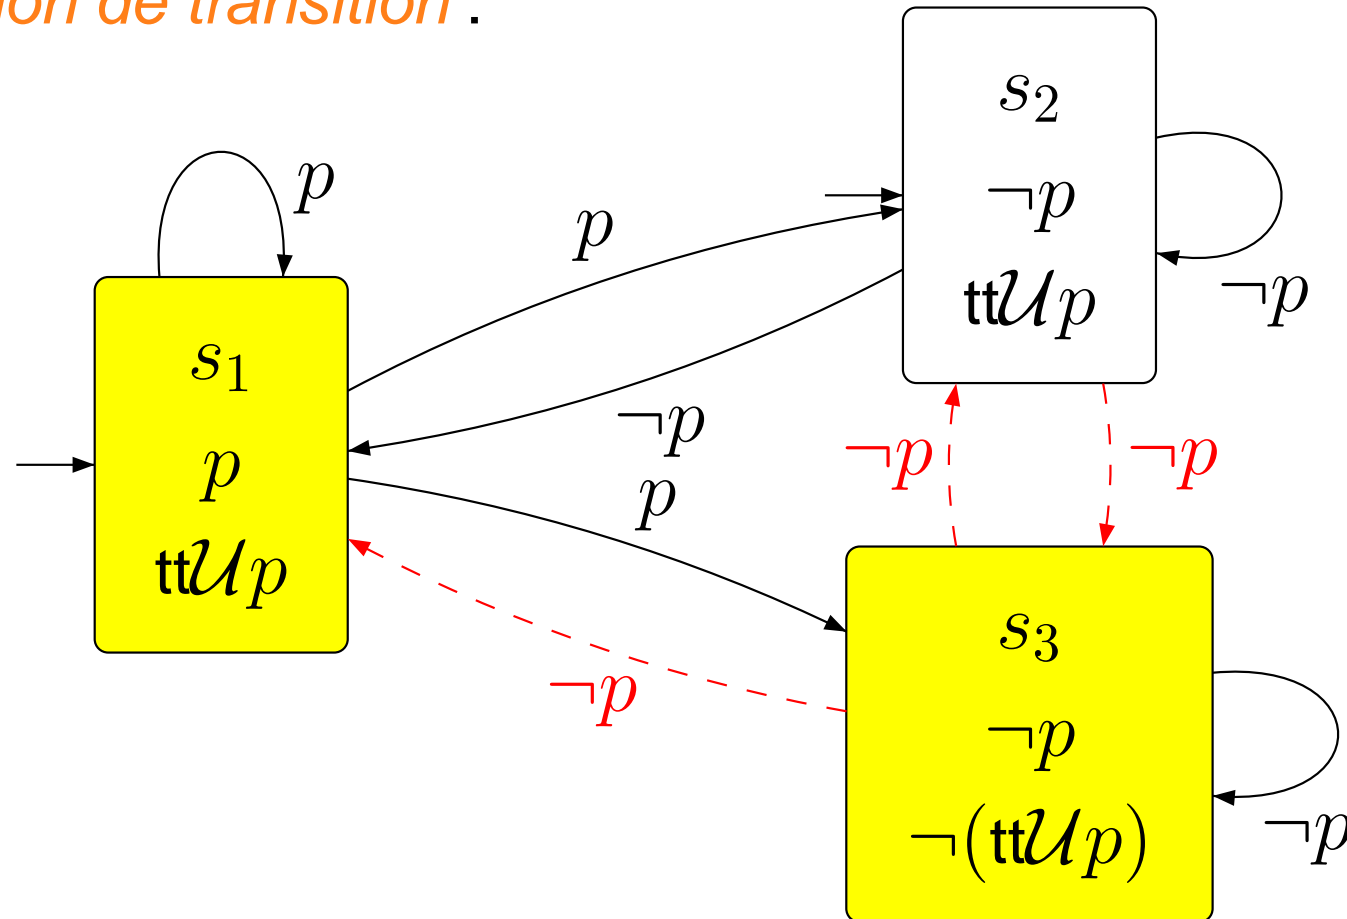 ion de transition .
s₂
¬p
tt𝒰p
¬p
p
p
s₁
p
tt𝒰p
¬p
p
¬p
¬p
¬p
s₃
¬p
¬(tt𝒰p)
¬p